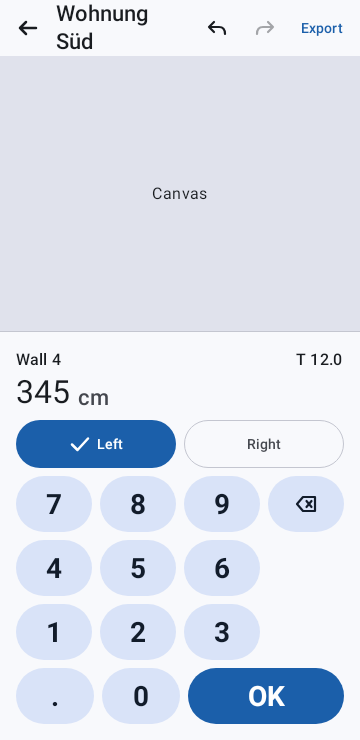 Wohnung
Süd
Export
Canvas
Wall 4
T 12.0
345 cm
Left
Right
7 8 9
4 5 6
1 2 3
. 0 OK